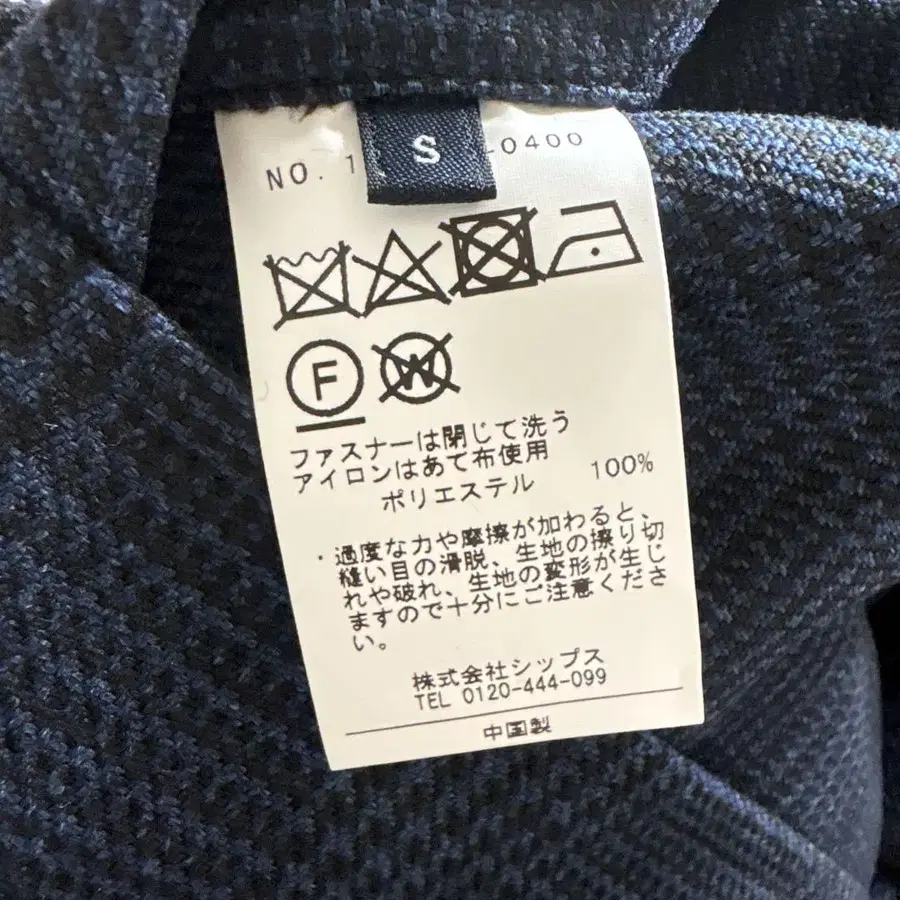 S
NO. 1 -0400
F
W
ファスナーは閉じて洗う
アイロンはあて布使用
ポリエステル 100%
・過度な力や摩擦が加わると、
縫い目の滑脱、生地の擦り切
れや破れ、生地の変形が生じ
ますので十分にご注意くださ
い。
株式会社シップス
TEL 0120-444-099
中国製